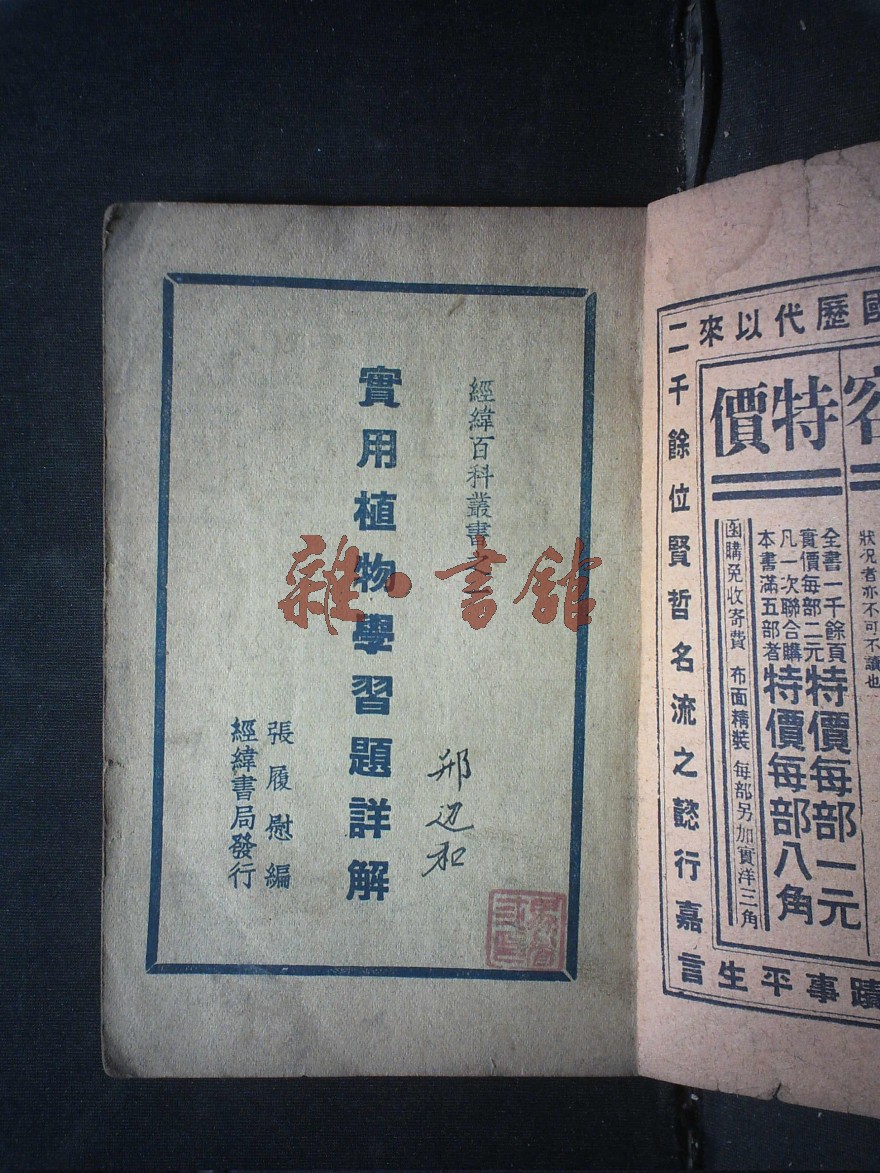 經緯百科叢書之一
實用植物學習題詳解
張履慰編
經緯書局發行
雜·書館
國歷代以來
二千餘位賢哲名流之懿行嘉言
蹟事平生
特價
狀况者亦不可不讀也
全書一千餘頁
實價每部二元
特價每部一元
凡一次聯合購
本書滿五部者
特價每部八角
函購免收寄費 布面精裝 每部另加實洋三角